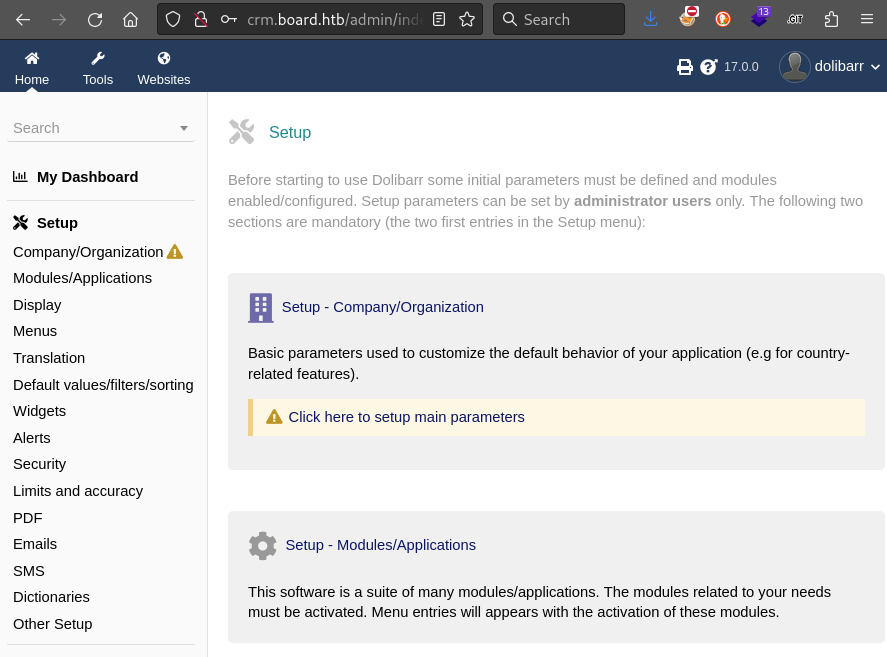 crm.board.htb/admin/ind
Search
13
.GIT
Home
Tools
Websites
17.0.0
dolibarr
Search
My Dashboard
Setup
Company/Organization
Modules/Applications
Display
Menus
Translation
Default values/filters/sorting
Widgets
Alerts
Security
Limits and accuracy
PDF
Emails
SMS
Dictionaries
Other Setup
Setup
Before starting to use Dolibarr some initial parameters must be defined and modules
enabled/configured. Setup parameters can be set by administrator users only. The following two
sections are mandatory (the two first entries in the Setup menu):
Setup - Company/Organization
Basic parameters used to customize the default behavior of your application (e.g for country-
related features).
Click here to setup main parameters
Setup - Modules/Applications
This software is a suite of many modules/applications. The modules related to your needs
must be activated. Menu entries will appears with the activation of these modules.